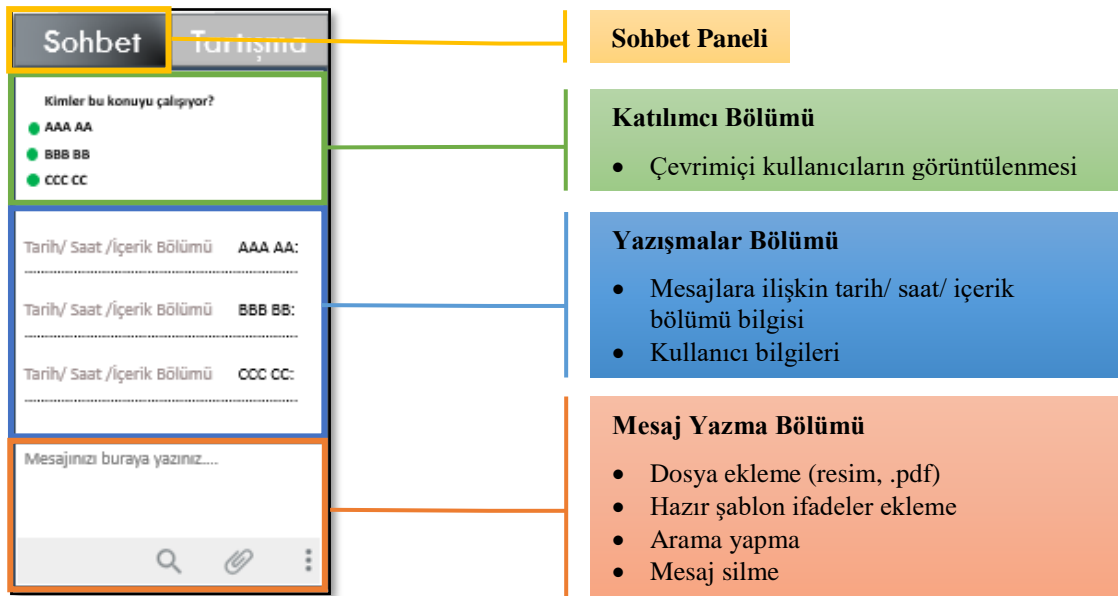 Sohbet Tartışma
Kimler bu konuyu çalışıyor?
AAA AA
BBB BB
CCC CC
Tarih/ Saat /İçerik Bölümü AAA AA:
Tarih/ Saat /İçerik Bölümü BBB BB:
Tarih/ Saat /İçerik Bölümü CCC CC:
Mesajınızı buraya yazınız....
Sohbet Paneli
Katılımcı Bölümü
• Çevrimiçi kullanıcıların görüntülenmesi
Yazışmalar Bölümü
• Mesajlara ilişkin tarih/ saat/ içerik
bölümü bilgisi
• Kullanıcı bilgileri
Mesaj Yazma Bölümü
• Dosya ekleme (resim, .pdf)
• Hazır şablon ifadeler ekleme
• Arama yapma
• Mesaj silme